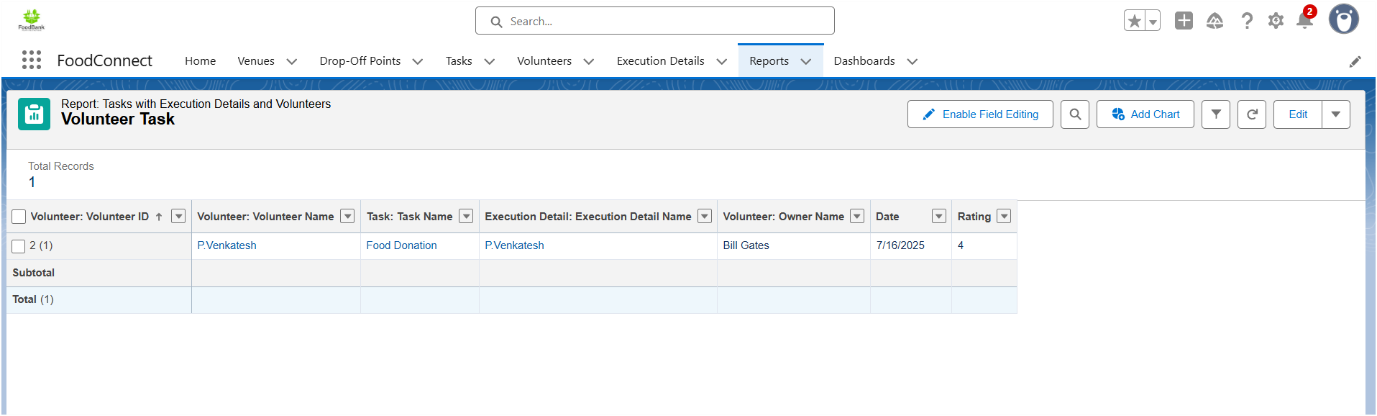 FoodBank
Search...
2
FoodConnect Home Venues Drop-Off Points Tasks Volunteers Execution Details Reports Dashboards
Report: Tasks with Execution Details and Volunteers
Volunteer Task
Enable Field Editing Add Chart Edit
Total Records
1
Volunteer: Volunteer ID ↑ Volunteer: Volunteer Name Task: Task Name Execution Detail: Execution Detail Name Volunteer: Owner Name Date Rating
2 (1) P.Venkatesh Food Donation P.Venkatesh Bill Gates 7/16/2025 4
Subtotal
Total (1)